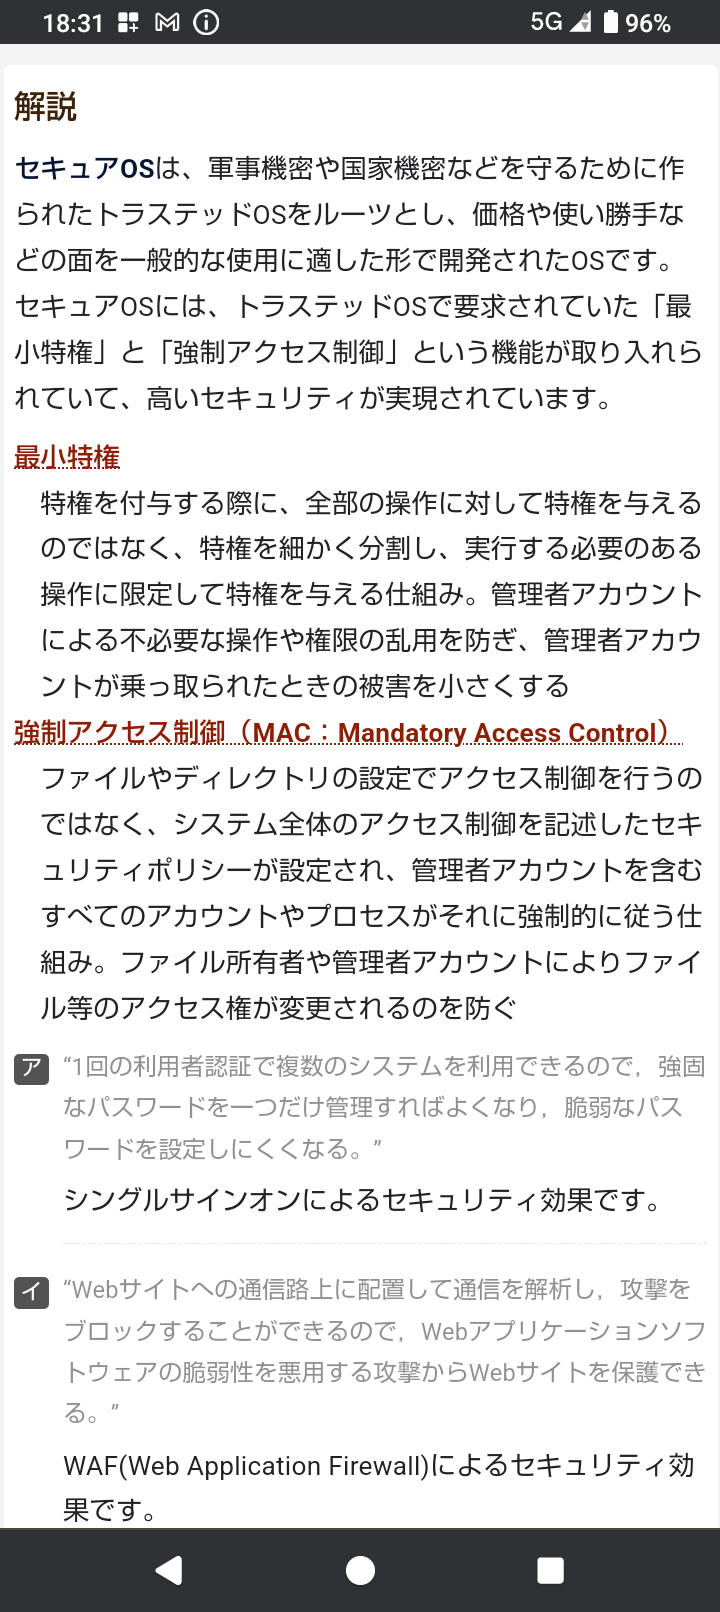 18:31 5G 96%
解説
セキュアOSは、軍事機密や国家機密などを守るために作
られたトラステッドOSをルーツとし、価格や使い勝手な
どの面を一般的な使用に適した形で開発されたOSです。
セキュアOSには、トラステッドOSで要求されていた「最
小特権」と「強制アクセス制御」という機能が取り入れら
れていて、高いセキュリティが実現されています。
最小特権
特権を付与する際に、全部の操作に対して特権を与える
のではなく、特権を細かく分割し、実行する必要のある
操作に限定して特権を与える仕組み。管理者アカウント
による不必要な操作や権限の乱用を防ぎ、管理者アカウ
ントが乗っ取られたときの被害を小さくする
強制アクセス制御（MAC：Mandatory Access Control）
ファイルやディレクトリの設定でアクセス制御を行うの
ではなく、システム全体のアクセス制御を記述したセキ
ュリティポリシーが設定され、管理者アカウントを含む
すべてのアカウントやプロセスがそれに強制的に従う仕
組み。ファイル所有者や管理者アカウントによりファイ
ル等のアクセス権が変更されるのを防ぐ
ア “1回の利用者認証で複数のシステムを利用できるので，強固
なパスワードを一つだけ管理すればよくなり，脆弱なパス
ワードを設定しにくくなる。”
シングルサインオンによるセキュリティ効果です。
イ “Webサイトへの通信路上に配置して通信を解析し，攻撃を
ブロックすることができるので，Webアプリケーションソフ
トウェアの脆弱性を悪用する攻撃からWebサイトを保護でき
る。”
WAF(Web Application Firewall)によるセキュリティ効
果です。